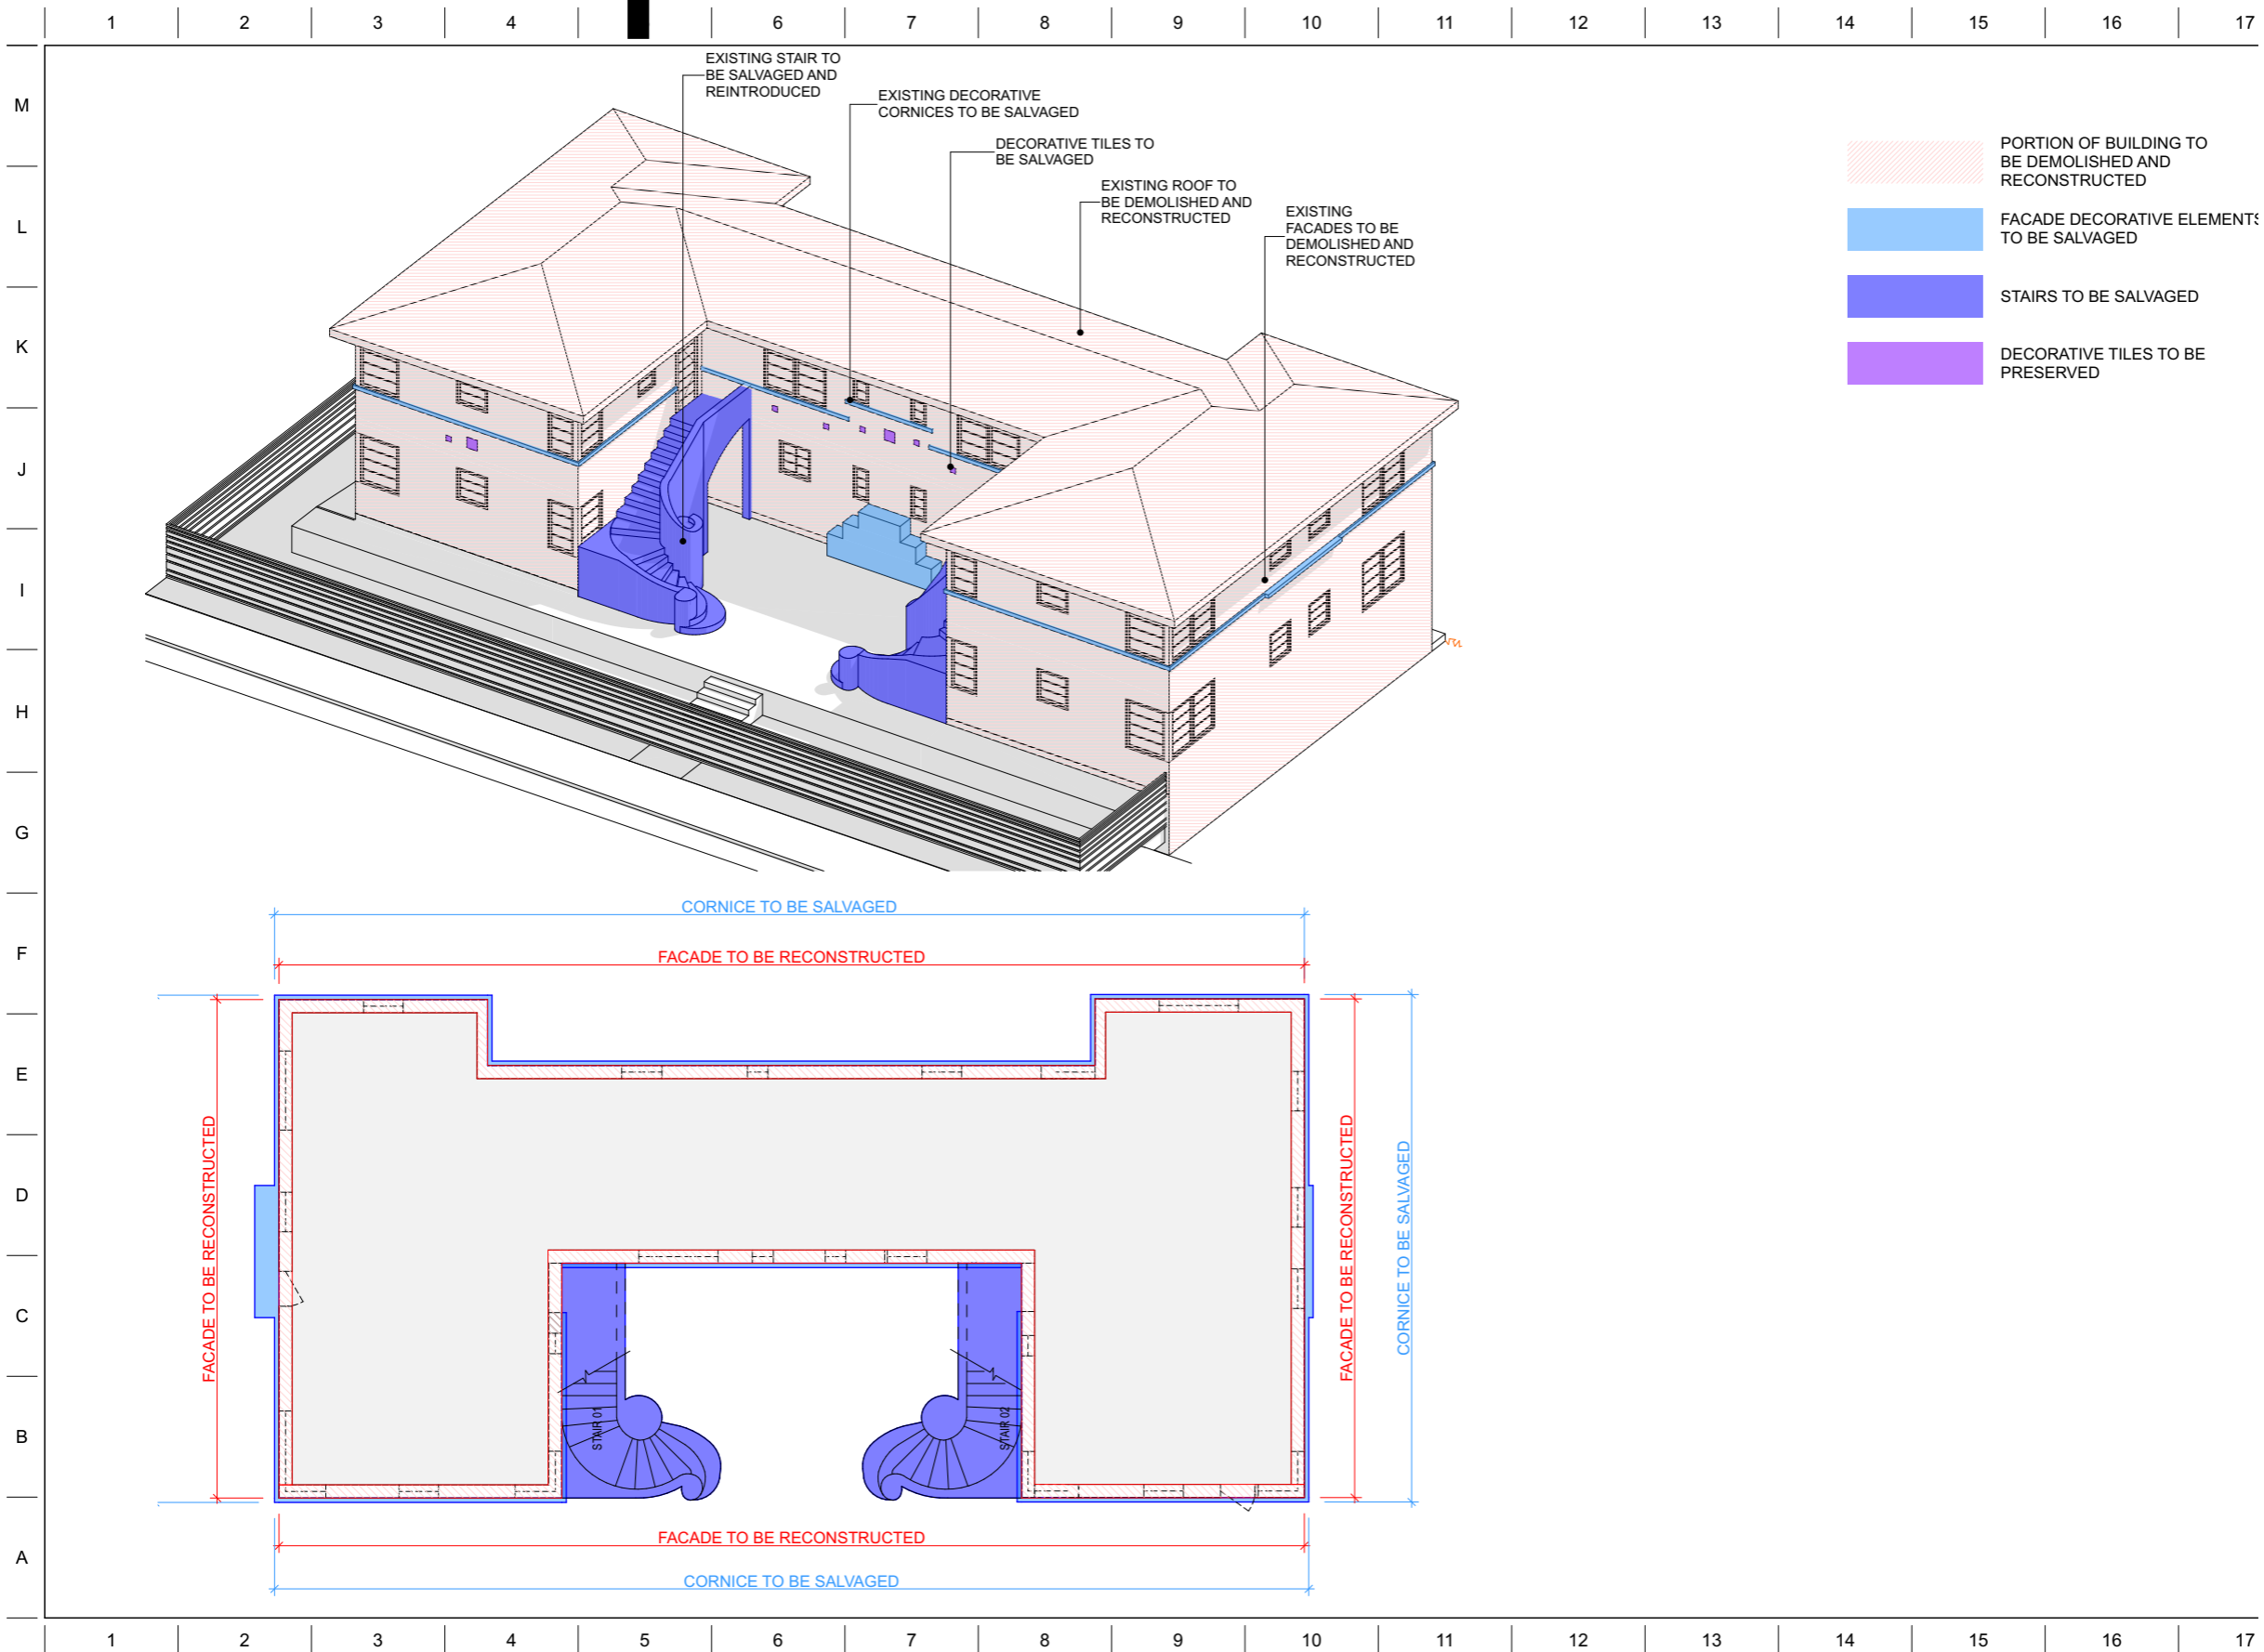 1 2 3 4 6 7 8 9 10 11 12 13 14 15 16 17
EXISTING STAIR TO
BE SALVAGED AND
REINTRODUCED
EXISTING DECORATIVE
CORNICES TO BE SALVAGED
DECORATIVE TILES TO
BE SALVAGED
EXISTING ROOF TO
BE DEMOLISHED AND
RECONSTRUCTED
EXISTING
FACADES TO BE
DEMOLISHED AND
RECONSTRUCTED
PORTION OF BUILDING TO
BE DEMOLISHED AND
RECONSTRUCTED
FACADE DECORATIVE ELEMENTS
TO BE SALVAGED
STAIRS TO BE SALVAGED
DECORATIVE TILES TO BE
PRESERVED
M
L
K
J
I
H
G
F
E
D
C
B
A
CORNICE TO BE SALVAGED
FACADE TO BE RECONSTRUCTED
FACADE TO BE RECONSTRUCTED
FACADE TO BE RECONSTRUCTED
CORNICE TO BE SALVAGED
STAIR 01
STAIR 02
FACADE TO BE RECONSTRUCTED
CORNICE TO BE SALVAGED
1 2 3 4 5 6 7 8 9 10 11 12 13 14 15 16 17